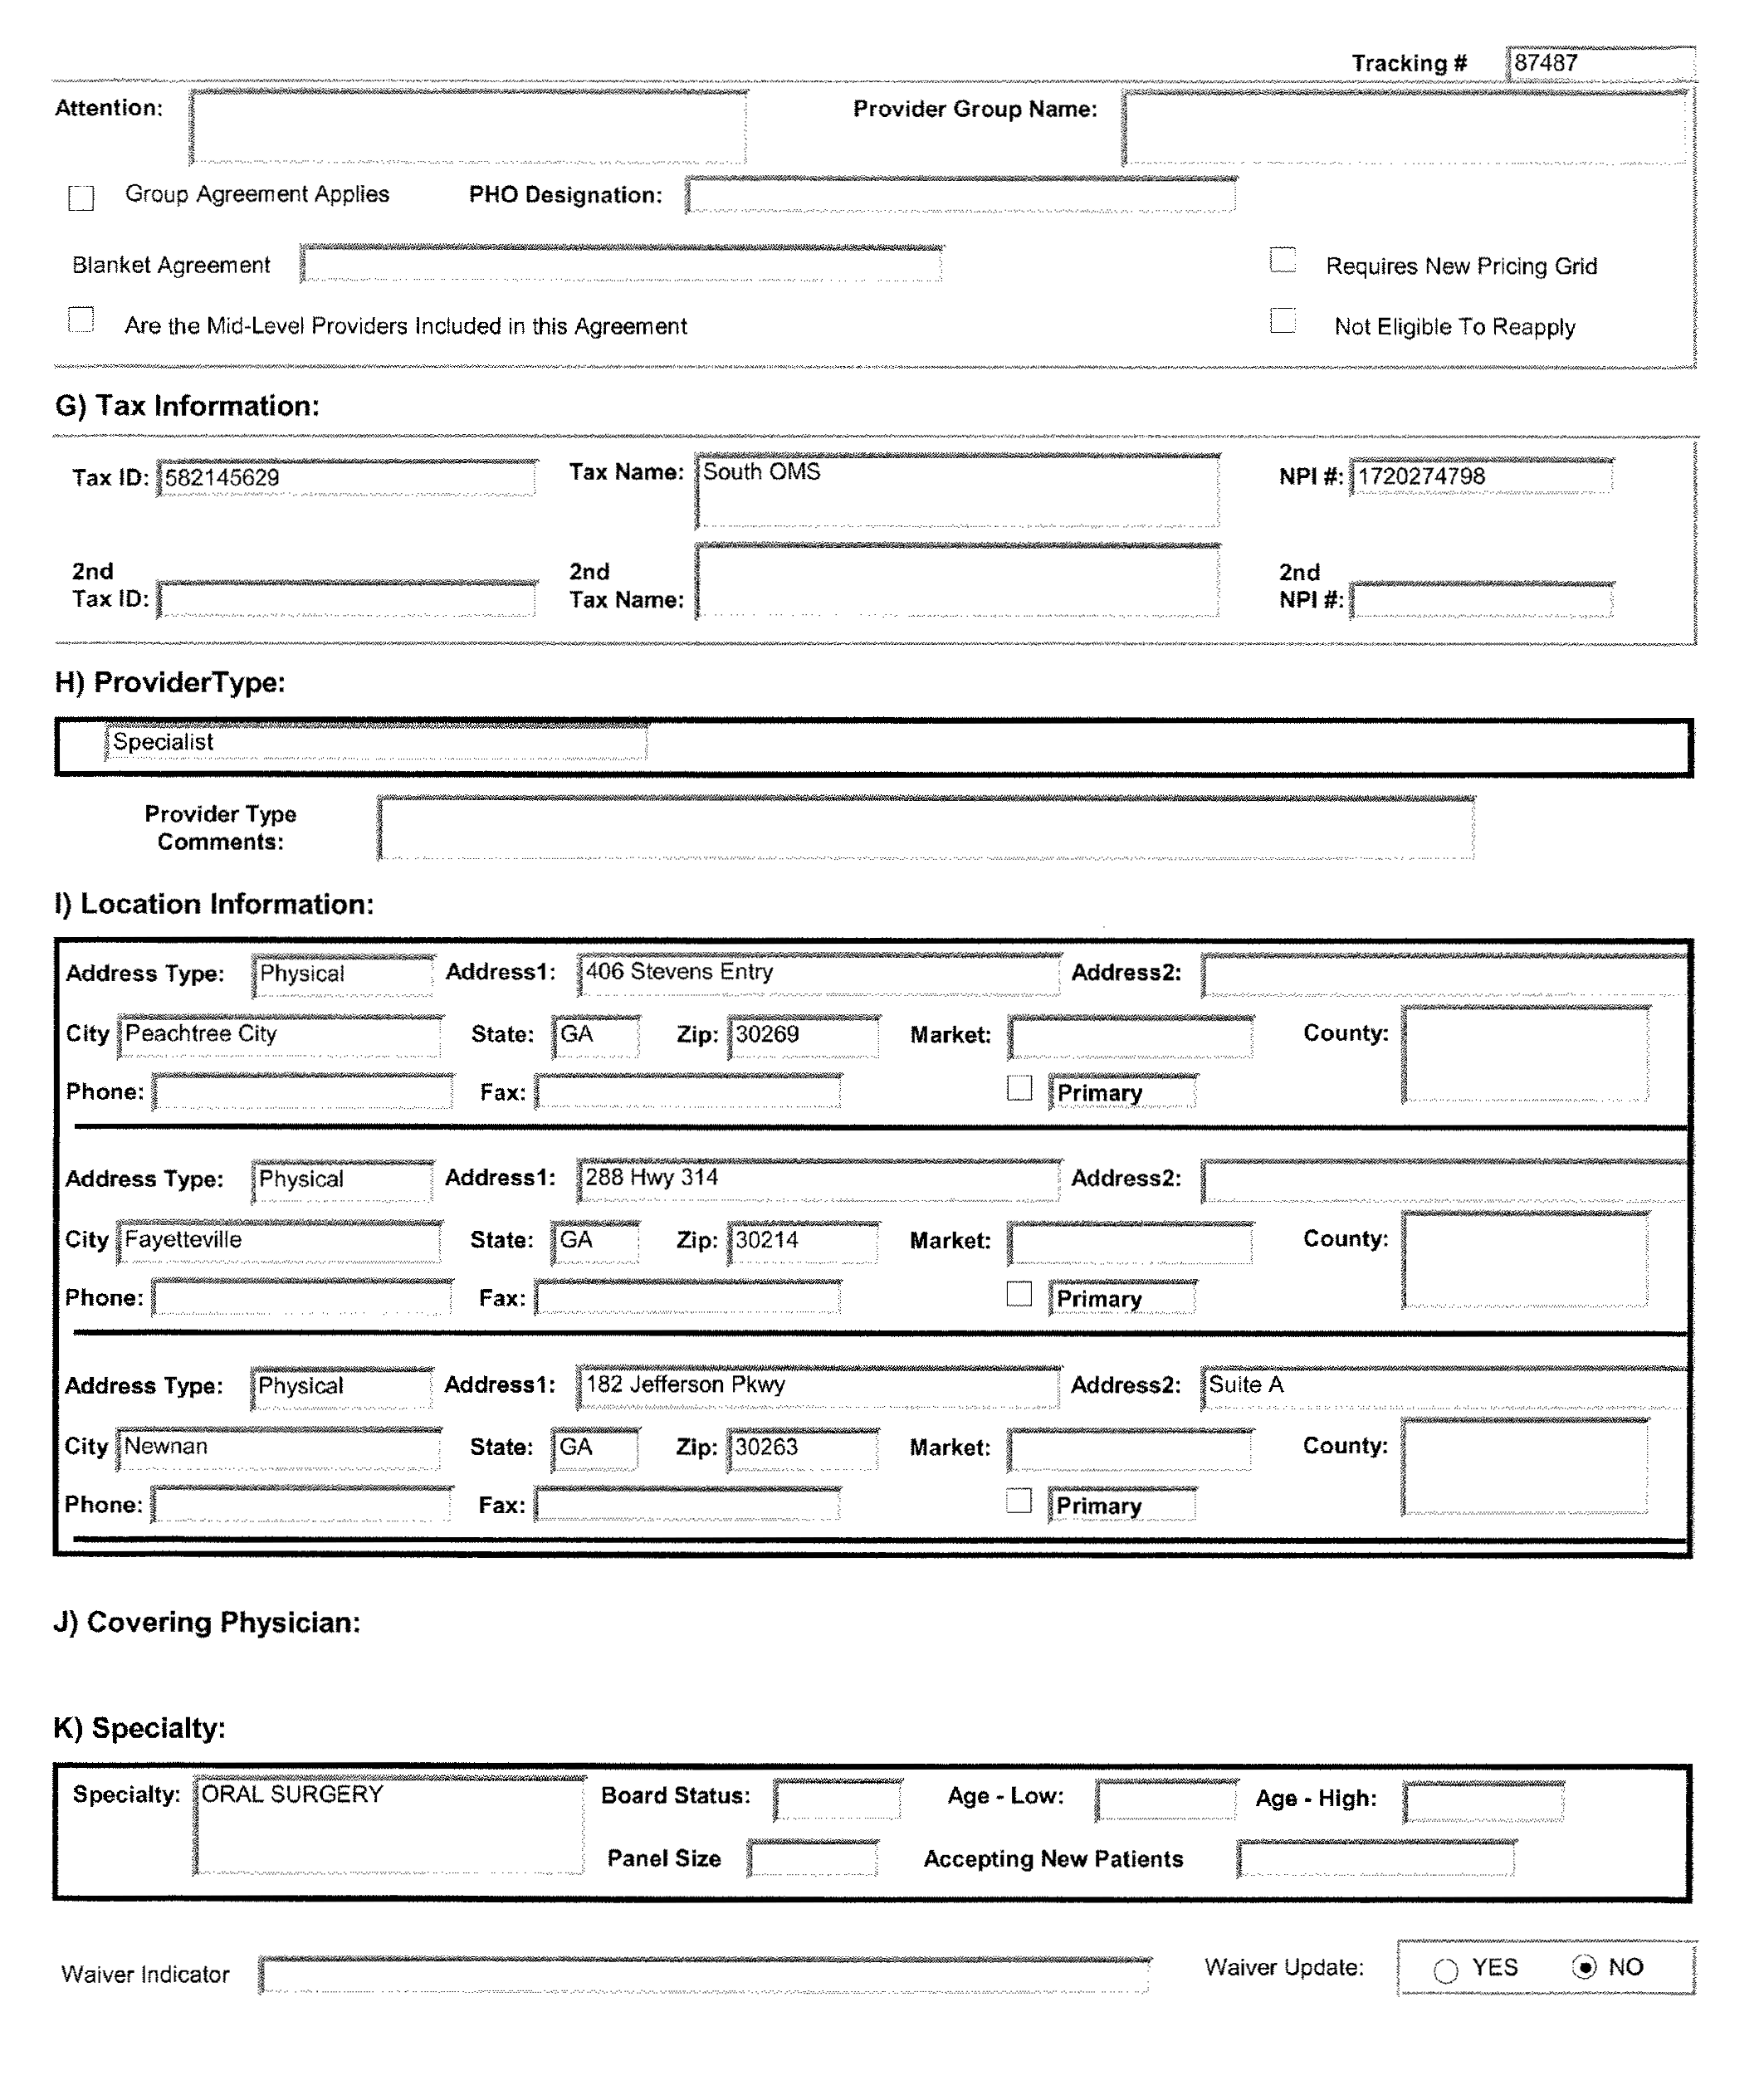 Tracking # 87487
Attention: Provider Group Name:
Group Agreement Applies PHO Designation:
Blanket Agreement Requires New Pricing Grid
Are the Mid-Level Providers Included in this Agreement Not Eligible To Reapply
G) Tax Information:
Tax ID: 582145629 Tax Name: South OMS NPI #: 1720274798
2nd 2nd 2nd
Tax ID: Tax Name: NPI #:
H) ProviderType:
Specialist
Provider Type
Comments:
I) Location Information:
Address Type: Physical Address1: 406 Stevens Entry Address2:
City Peachtree City State: GA Zip: 30269 Market: County:
Phone: Fax: Primary
Address Type: Physical Address1: 288 Hwy 314 Address2:
City Fayetteville State: GA Zip: 30214 Market: County:
Phone: Fax: Primary
Address Type: Physical Address1: 182 Jefferson Pkwy Address2: Suite A
City Newnan State: GA Zip: 30263 Market: County:
Phone: Fax: Primary
J) Covering Physician:
K) Specialty:
Specialty: ORAL SURGERY Board Status: Age - Low: Age - High:
Panel Size Accepting New Patients
Waiver Indicator Waiver Update: YES NO